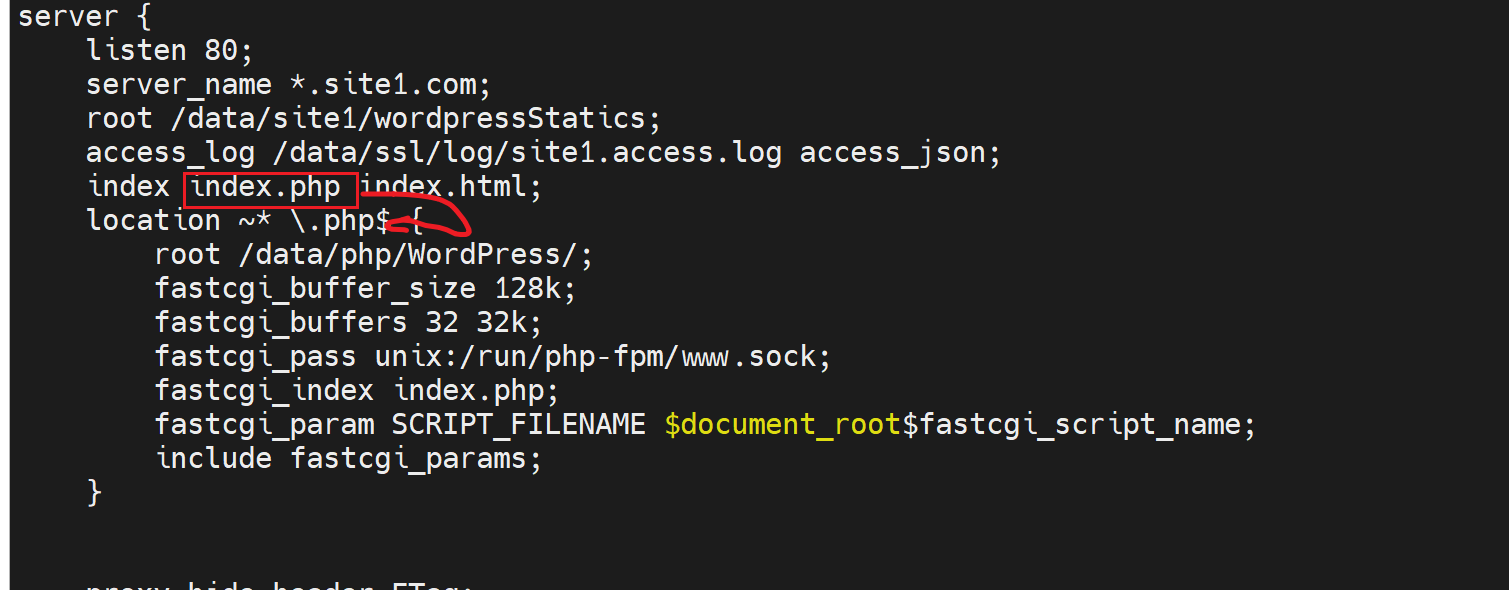 server {
listen 80;
server_name *.site1.com;
root /data/site1/wordpressStatics;
access_log /data/ssl/log/site1.access.log access_json;
index index.php index.html;
location ~* \.php$ {
root /data/php/WordPress/;
fastcgi_buffer_size 128k;
fastcgi_buffers 32 32k;
fastcgi_pass unix:/run/php-fpm/www.sock;
fastcgi_index index.php;
fastcgi_param SCRIPT_FILENAME $document_root$fastcgi_script_name;
include fastcgi_params;
}